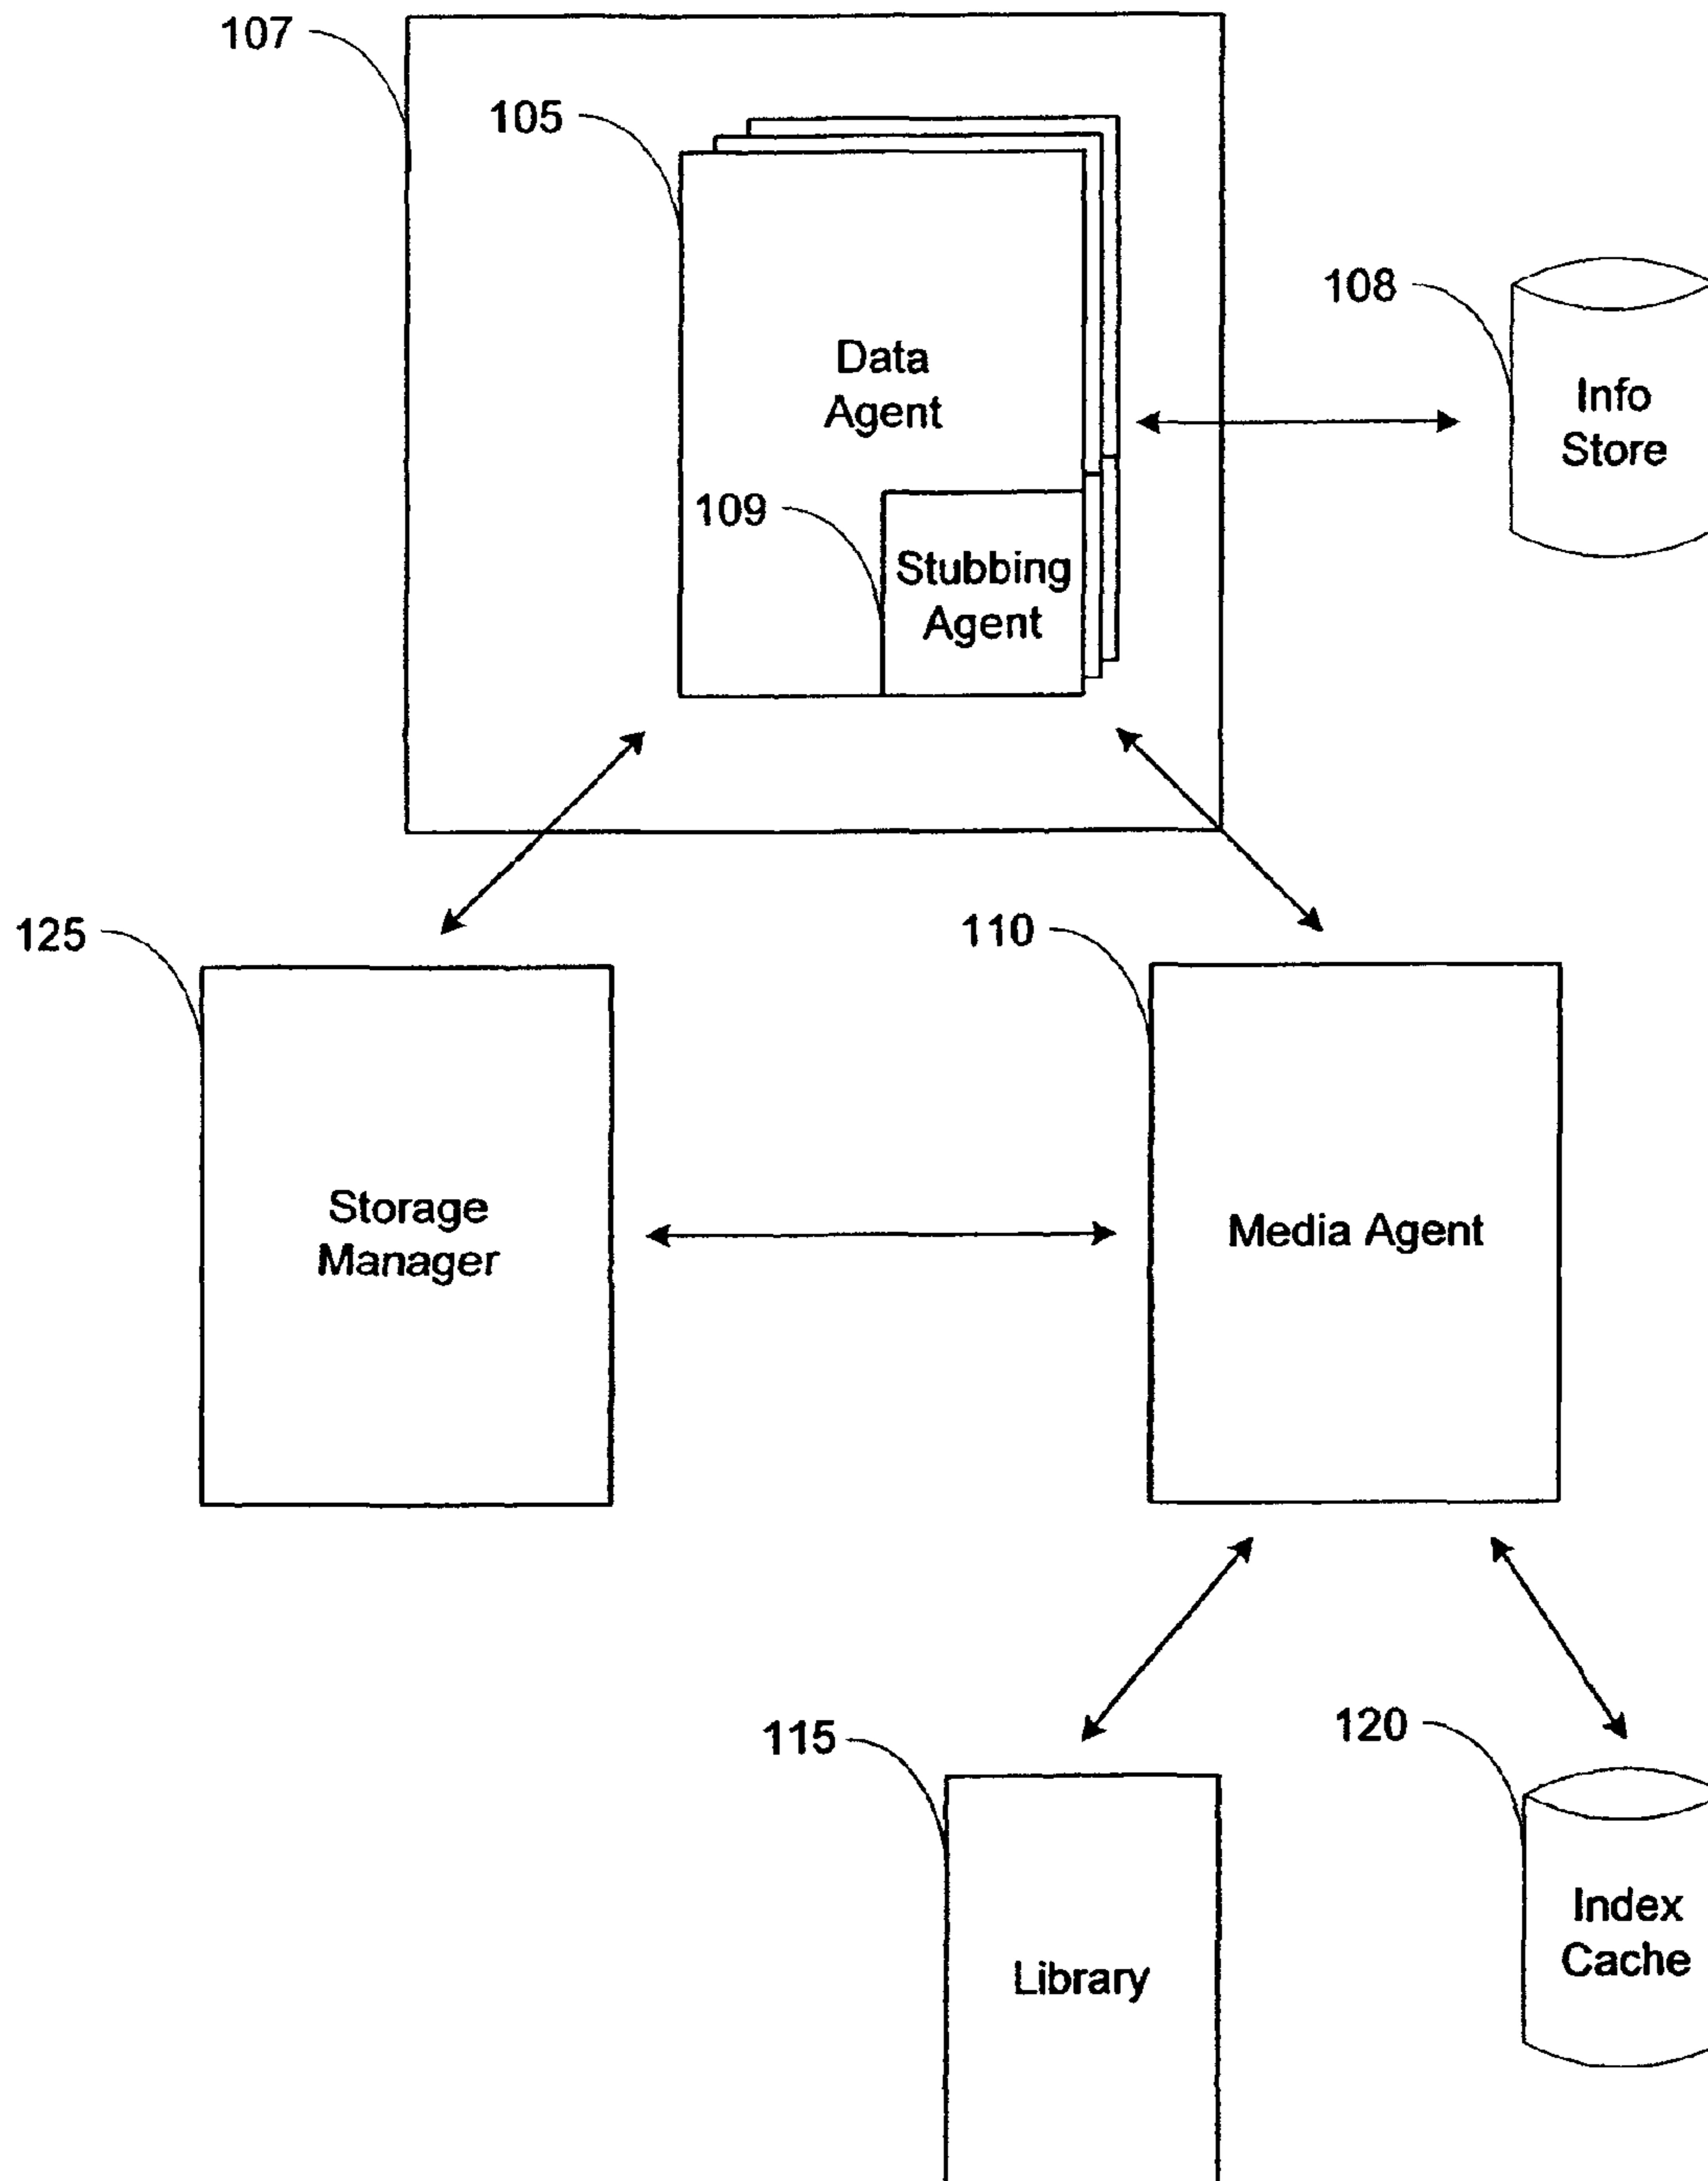 107
105
108
Data
Agent
Info
Store
109
Stubbing
Agent
125
110
Storage
Manager
Media Agent
115
120
Index
Cache
Library